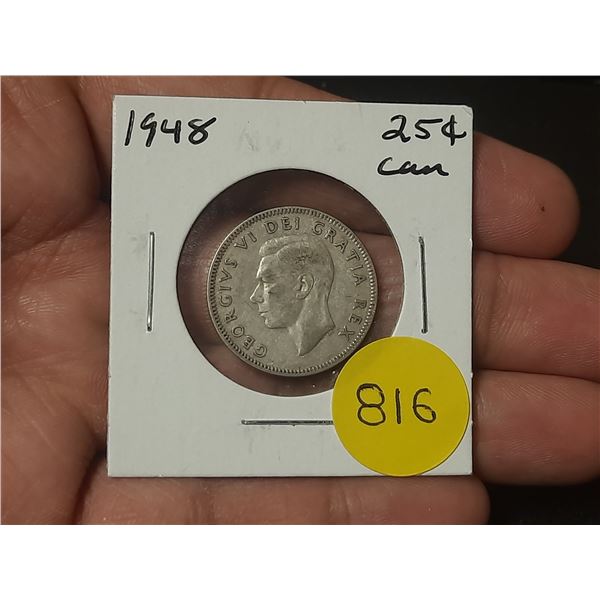 1948
25¢
Can
GEORGIVS VI DEI GRATIA REX
816